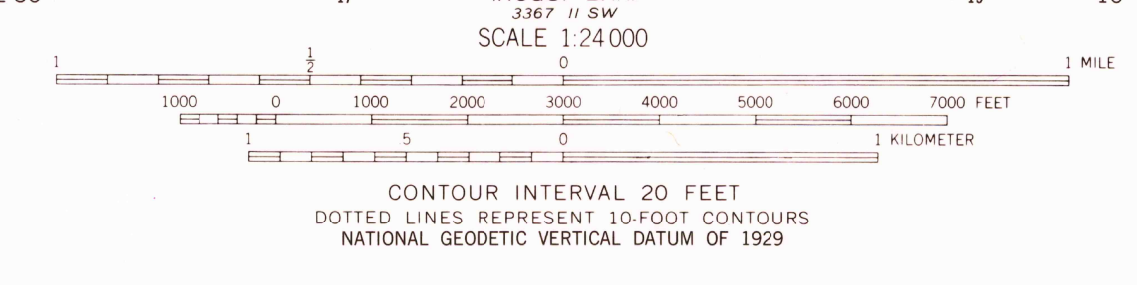 3367 II SW
SCALE 1:24 000
1 1/2 0 1 MILE
1000 0 1000 2000 3000 4000 5000 6000 7000 FEET
1 .5 0 1 KILOMETER
CONTOUR INTERVAL 20 FEET
DOTTED LINES REPRESENT 10-FOOT CONTOURS
NATIONAL GEODETIC VERTICAL DATUM OF 1929